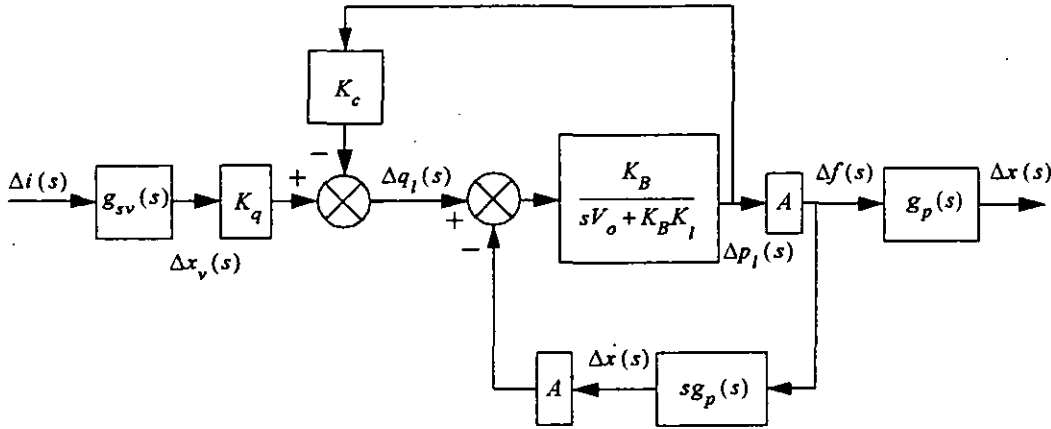 K_c
−
Δi(s)
g_sv(s)
K_q
+
Δq_l(s)
+
−
K_B
sV_o + K_B K_l
A
Δf(s)
g_p(s)
Δx(s)
Δx_v(s)
Δp_l(s)
A
Δẋ(s)
sg_p(s)